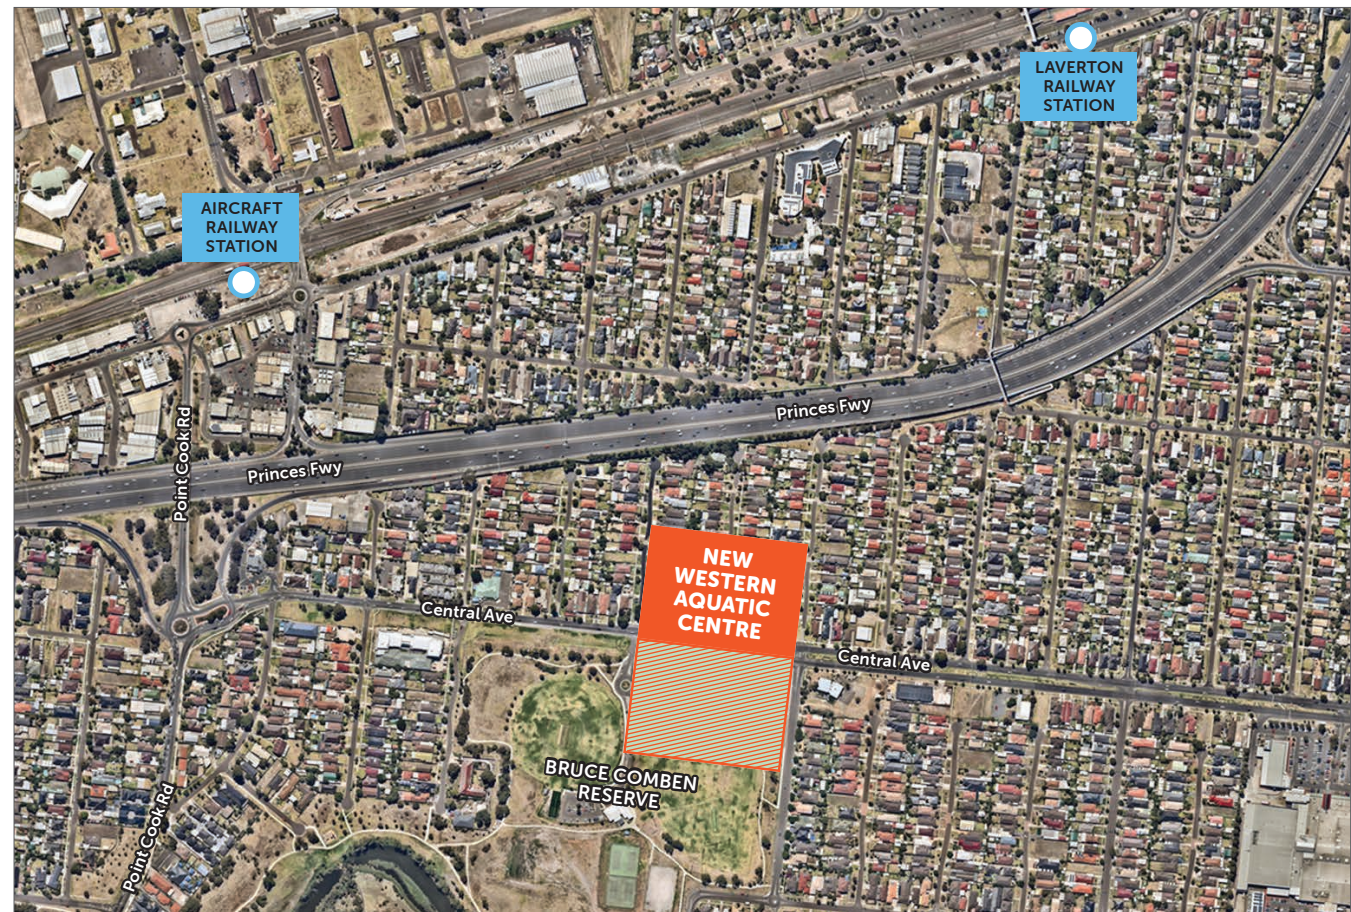 LAVERTON
RAILWAY
STATION
AIRCRAFT
RAILWAY
STATION
Princes Fwy
Point Cook Rd
Princes Fwy
NEW
WESTERN
AQUATIC
CENTRE
Central Ave
Central Ave
BRUCE COMBEN
RESERVE
Point Cook Rd